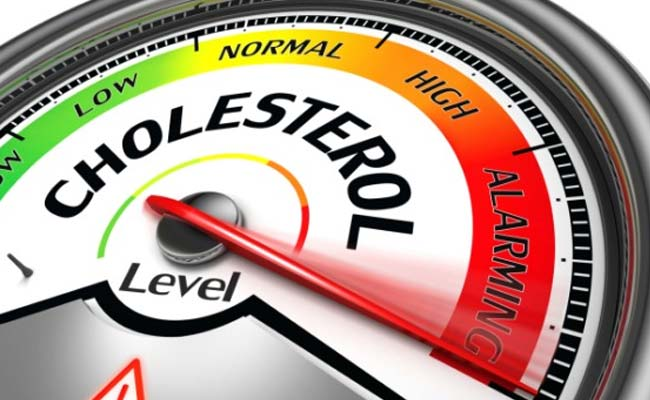 LOW
NORMAL
HIGH
ALARMING
CHOLESTEROL
Level